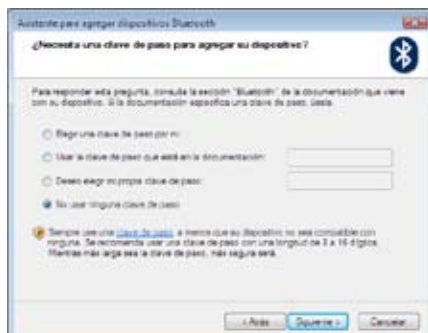 Asistente para agregar dispositivos Bluetooth
¿Necesita una clave de paso para agregar su dispositivo?
Para responder esta pregunta, consulte la sección "Bluetooth" de la documentación que viene
con su dispositivo. Si la documentación especifica una clave de paso, úsela.
Elegir una clave de paso por mí
Usar la clave de paso que está en la documentación:
Deseo elegir mi propia clave de paso:
No usar ninguna clave de paso
Siempre use una clave de paso, a menos que su dispositivo no sea compatible con
ninguna. Se recomienda usar una clave de paso con una longitud de 8 a 16 dígitos.
Mientras más larga sea la clave de paso, más segura será.
< Atrás
Siguiente >
Cancelar